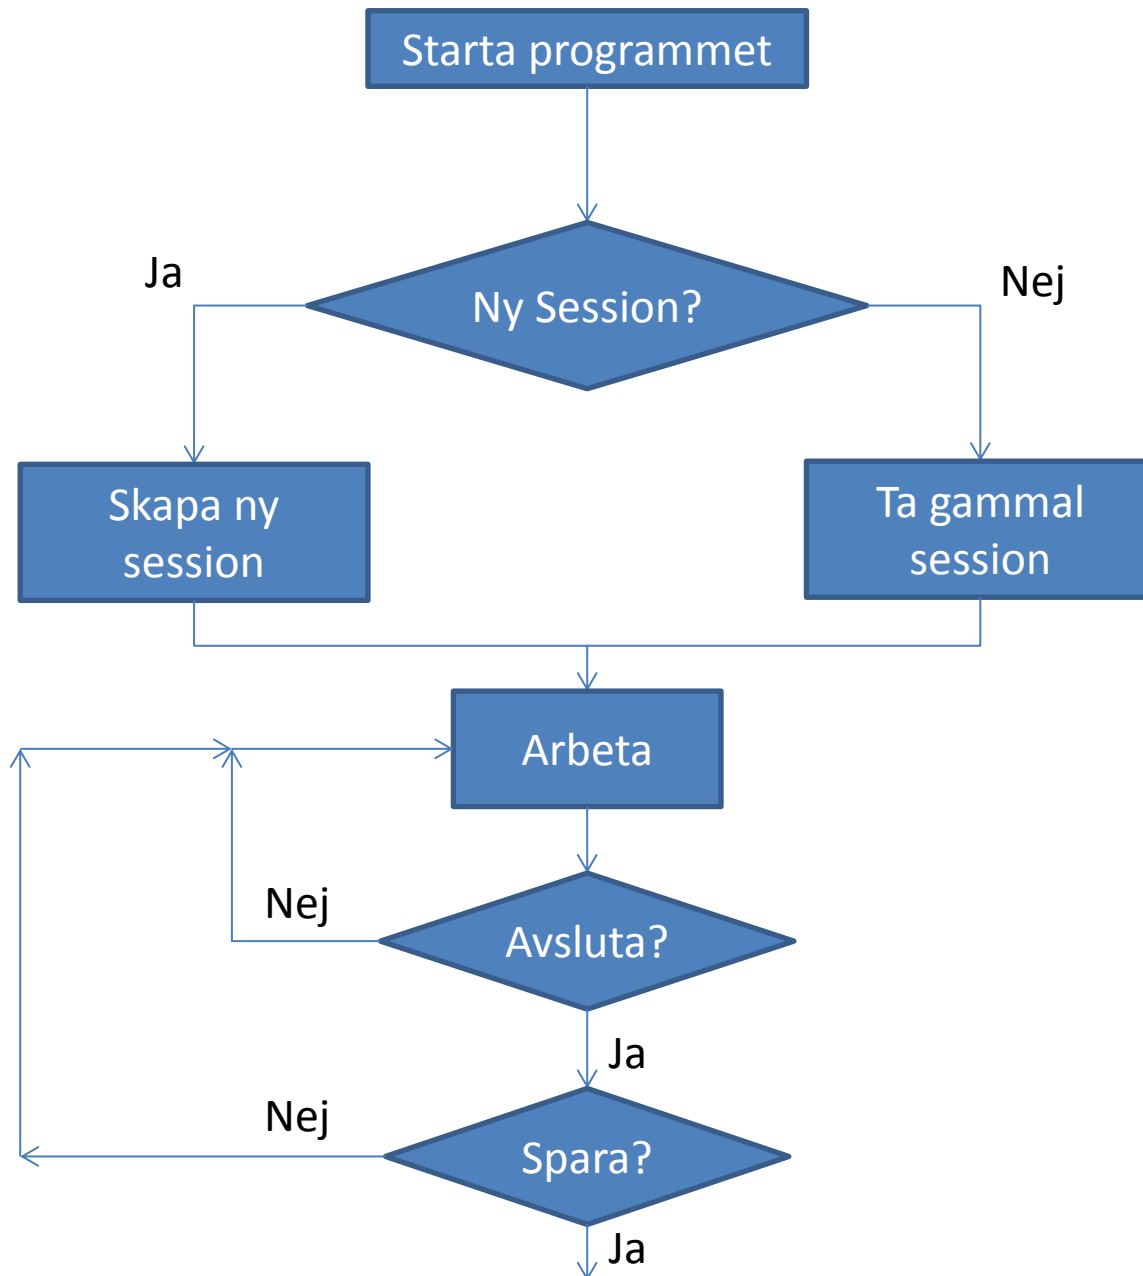 Starta programmet
Ja
Nej
Ny Session?
Skapa ny
session
Ta gammal
session
Arbeta
Nej
Avsluta?
Ja
Nej
Spara?
Ja